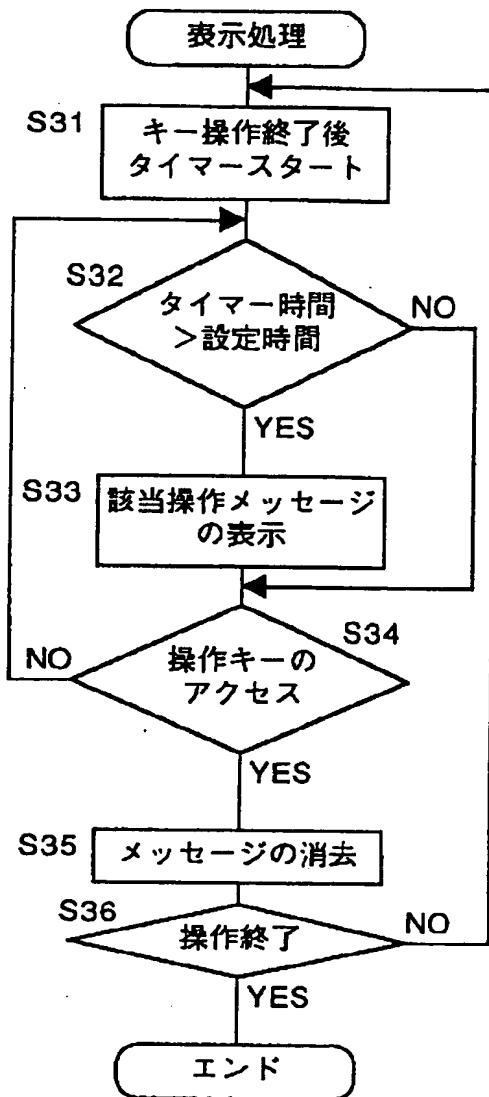 表示処理
S31
キー操作終了後
タイマースタート
S32
タイマー時間
>設定時間
NO
YES
S33
該当操作メッセージ
の表示
S34
操作キーの
アクセス
NO
YES
S35
メッセージの消去
S36
操作終了
NO
YES
エンド